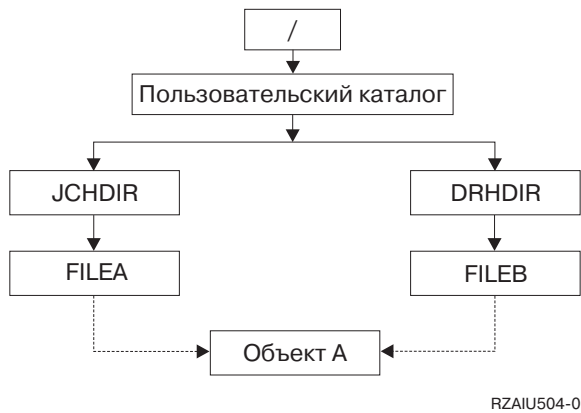 /
Пользовательский каталог
JCHDIR
DRHDIR
FILEA
FILEB
Объект A
RZAIU504-0